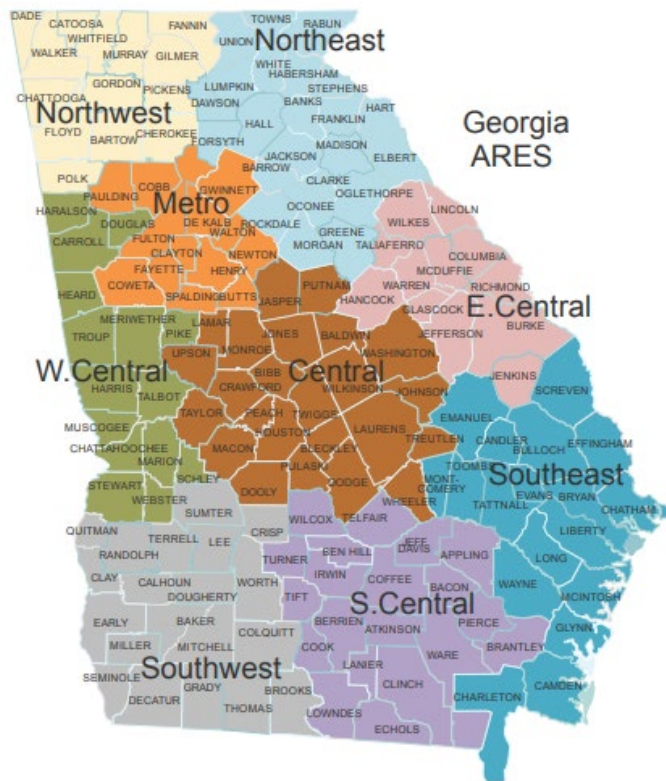 DADE
CATOOSA
FANNIN
TOWNS
RABUN
WHITFIELD
UNION
Northeast
WALKER
MURRAY
GILMER
WHITE
HABERSHAM
GORDON
LUMPKIN
STEPHENS
CHATTOOGA
PICKENS
DAWSON
BANKS
HART
Northwest
FRANKLIN
FLOYD
CHEROKEE
HALL
Georgia
BARTOW
FORSYTH
MADISON
JACKSON
ELBERT
ARES
POLK
COBB
BARROW
CLARKE
PAULDING
GWINNETT
OGLETHORPE
HARALSON
Metro
OCONEE
LINCOLN
DOUGLAS
DE KALB
ROCKDALE
WILKES
CARROLL
WALTON
GREENE
FULTON
MORGAN
TALIAFERRO
CLAYTON
NEWTON
COLUMBIA
FAYETTE
HENRY
MCDUFFIE
HEARD
COWETA
PUTNAM
WARREN
RICHMOND
SPALDING
BUTTS
JASPER
HANCOCK
GLASCOCK
E.Central
MERIWETHER
LAMAR
BURKE
TROUP
PIKE
JONES
BALDWIN
JEFFERSON
UPSON
MONROE
WASHINGTON
W.Central
BIBB
Central
JENKINS
HARRIS
CRAWFORD
WILKINSON
JOHNSON
SCREVEN
TALBOT
TAYLOR
PEACH
TWIGGS
EMANUEL
MUSCOGEE
HOUSTON
LAURENS
CANDLER
EFFINGHAM
CHATTAHOOCHEE
MACON
BLECKLEY
TREUTLEN
BULLOCH
MARION
PULASKI
TOOMBS
Southeast
STEWART
SCHLEY
DODGE
MONT-
COMERY
EVANS
BRYAN
WEBSTER
DOOLY
WHEELER
TATTNALL
CHATHAM
SUMTER
WILCOX
TELFAIR
QUITMAN
TERRELL
LEE
CRISP
LIBERTY
RANDOLPH
TURNER
BEN HILL
JEFF
DAVIS
APPLING
LONG
CLAY
CALHOUN
WORTH
IRWIN
COFFEE
WAYNE
MCINTOSH
DOUGHERTY
TIFT
BACON
EARLY
BAKER
S.Central
COLQUITT
BERRIEN
PIERCE
GLYNN
MILLER
MITCHELL
COOK
ATKINSON
Southwest
WARE
BRANTLEY
SEMINOLE
LANIER
GRADY
BROOKS
CLINCH
CAMDEN
DECATUR
THOMAS
LOWNDES
CHARLETON
ECHOLS